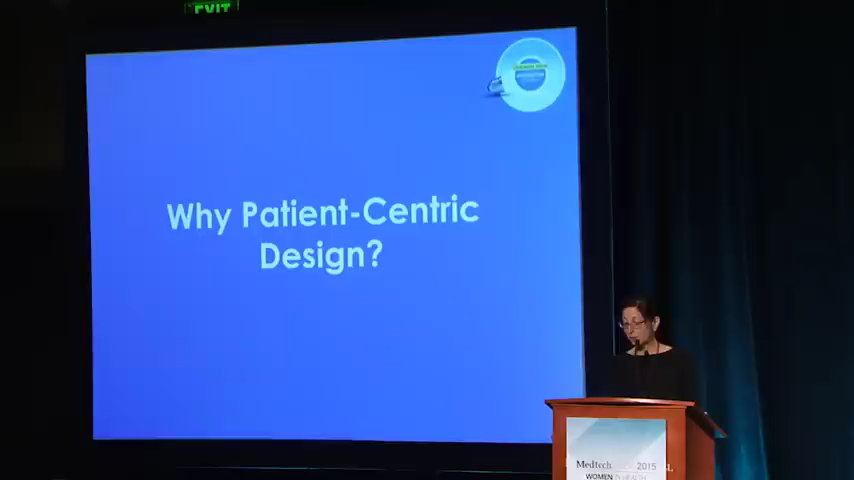 EXIT
Why Patient-Centric
Design?
Medtech 2015
WOMEN